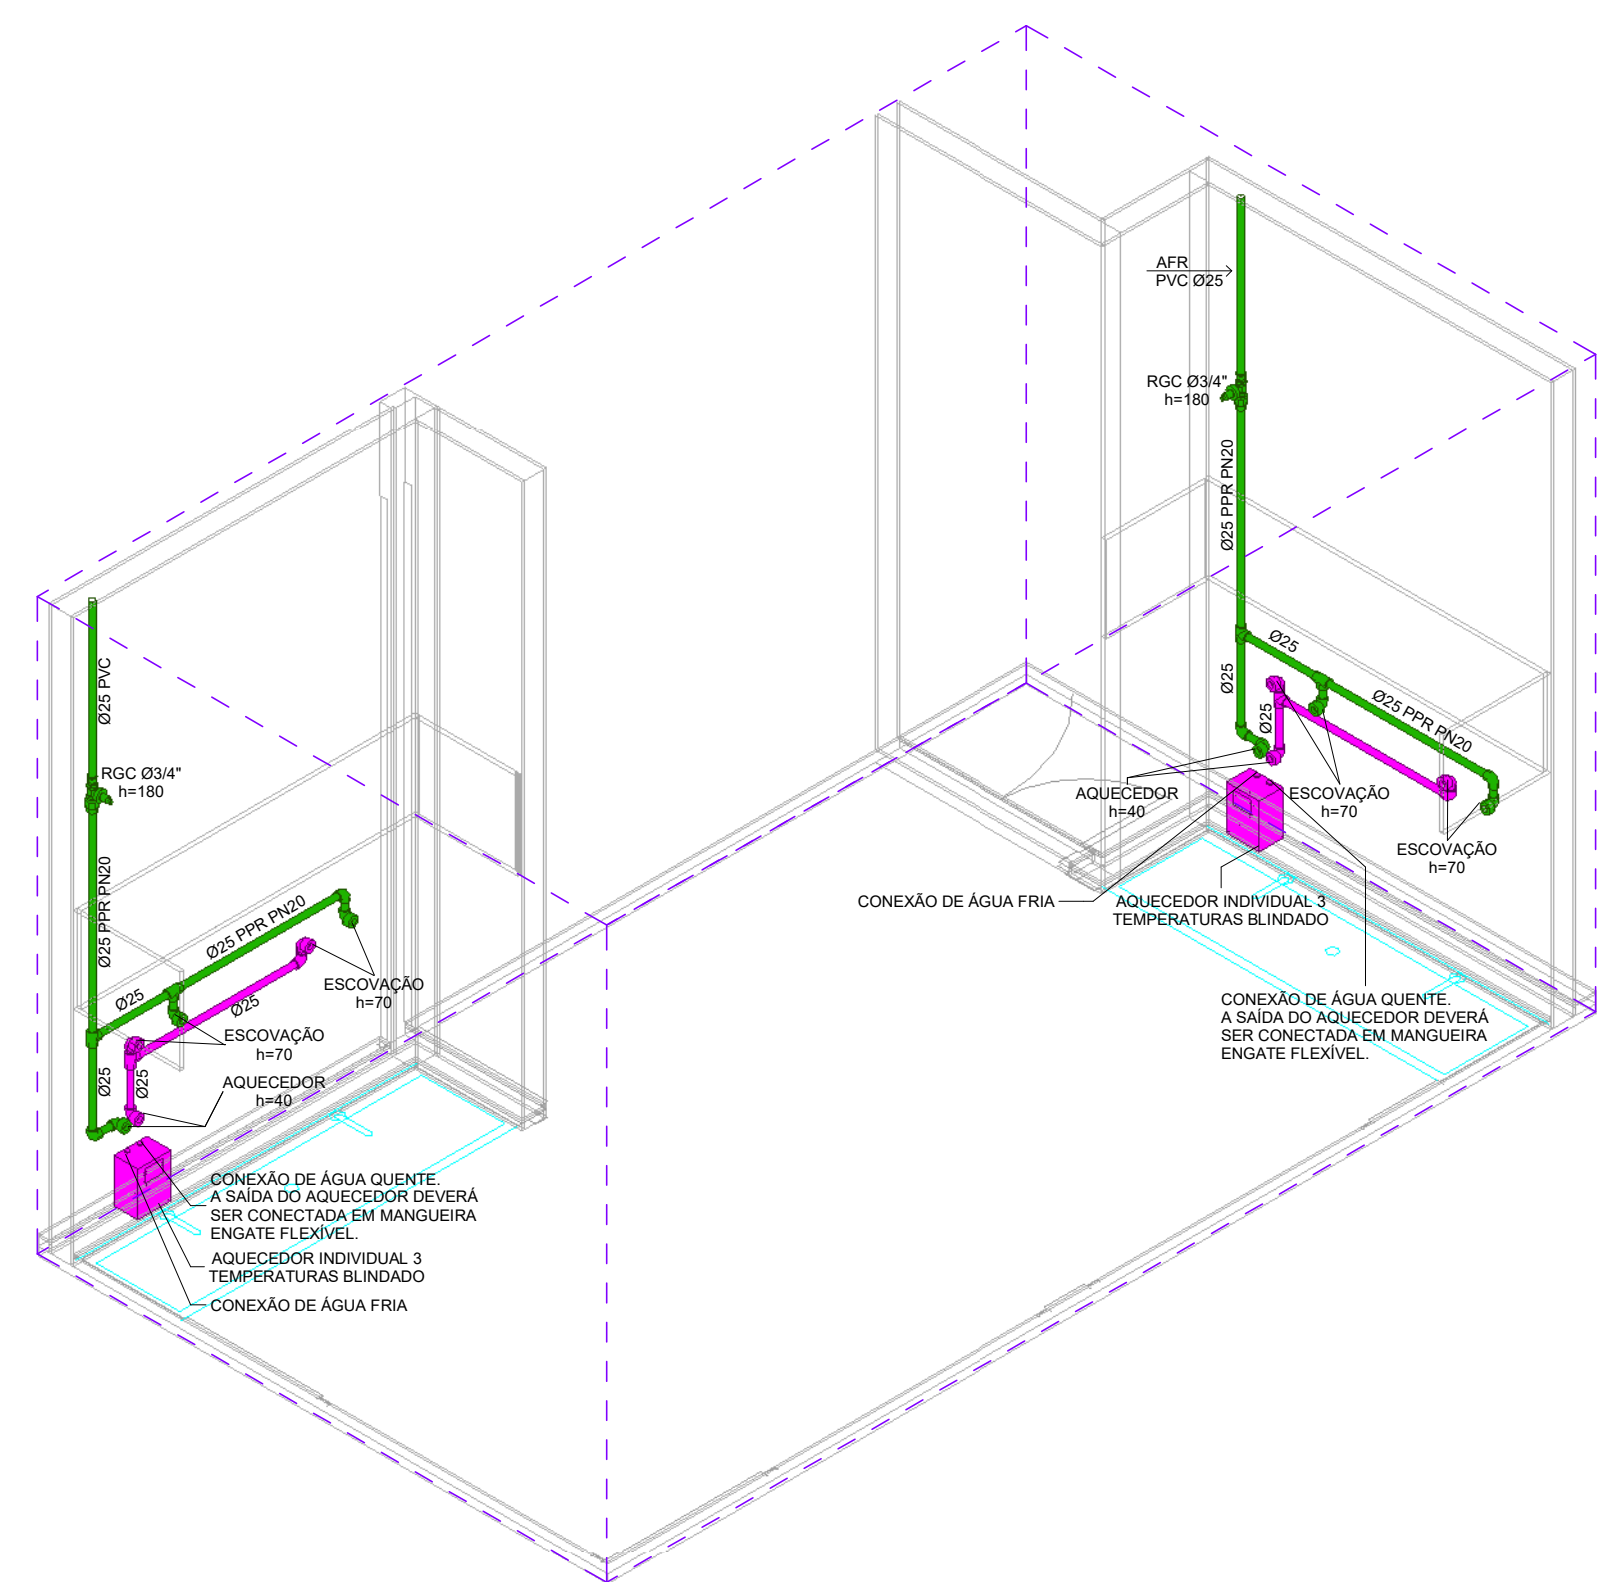 AFR
PVC Ø25
RGC Ø3/4"
h=180
Ø25 PPR PN20
Ø25
Ø25
Ø25
Ø25 PPR PN20
AQUECEDOR
h=40
ESCOVAÇÃO
h=70
ESCOVAÇÃO
h=70
CONEXÃO DE ÁGUA FRIA
AQUECEDOR INDIVIDUAL 3
TEMPERATURAS BLINDADO
CONEXÃO DE ÁGUA QUENTE.
A SAÍDA DO AQUECEDOR DEVERÁ
SER CONECTADA EM MANGUEIRA
ENGATE FLEXÍVEL.
Ø25 PVC
RGC Ø3/4"
h=180
Ø25 PPR PN20
Ø25 PPR PN20
Ø25
Ø25
ESCOVAÇÃO
h=70
ESCOVAÇÃO
h=70
Ø25
Ø25
AQUECEDOR
h=40
CONEXÃO DE ÁGUA QUENTE.
A SAÍDA DO AQUECEDOR DEVERÁ
SER CONECTADA EM MANGUEIRA
ENGATE FLEXÍVEL.
AQUECEDOR INDIVIDUAL 3
TEMPERATURAS BLINDADO
CONEXÃO DE ÁGUA FRIA